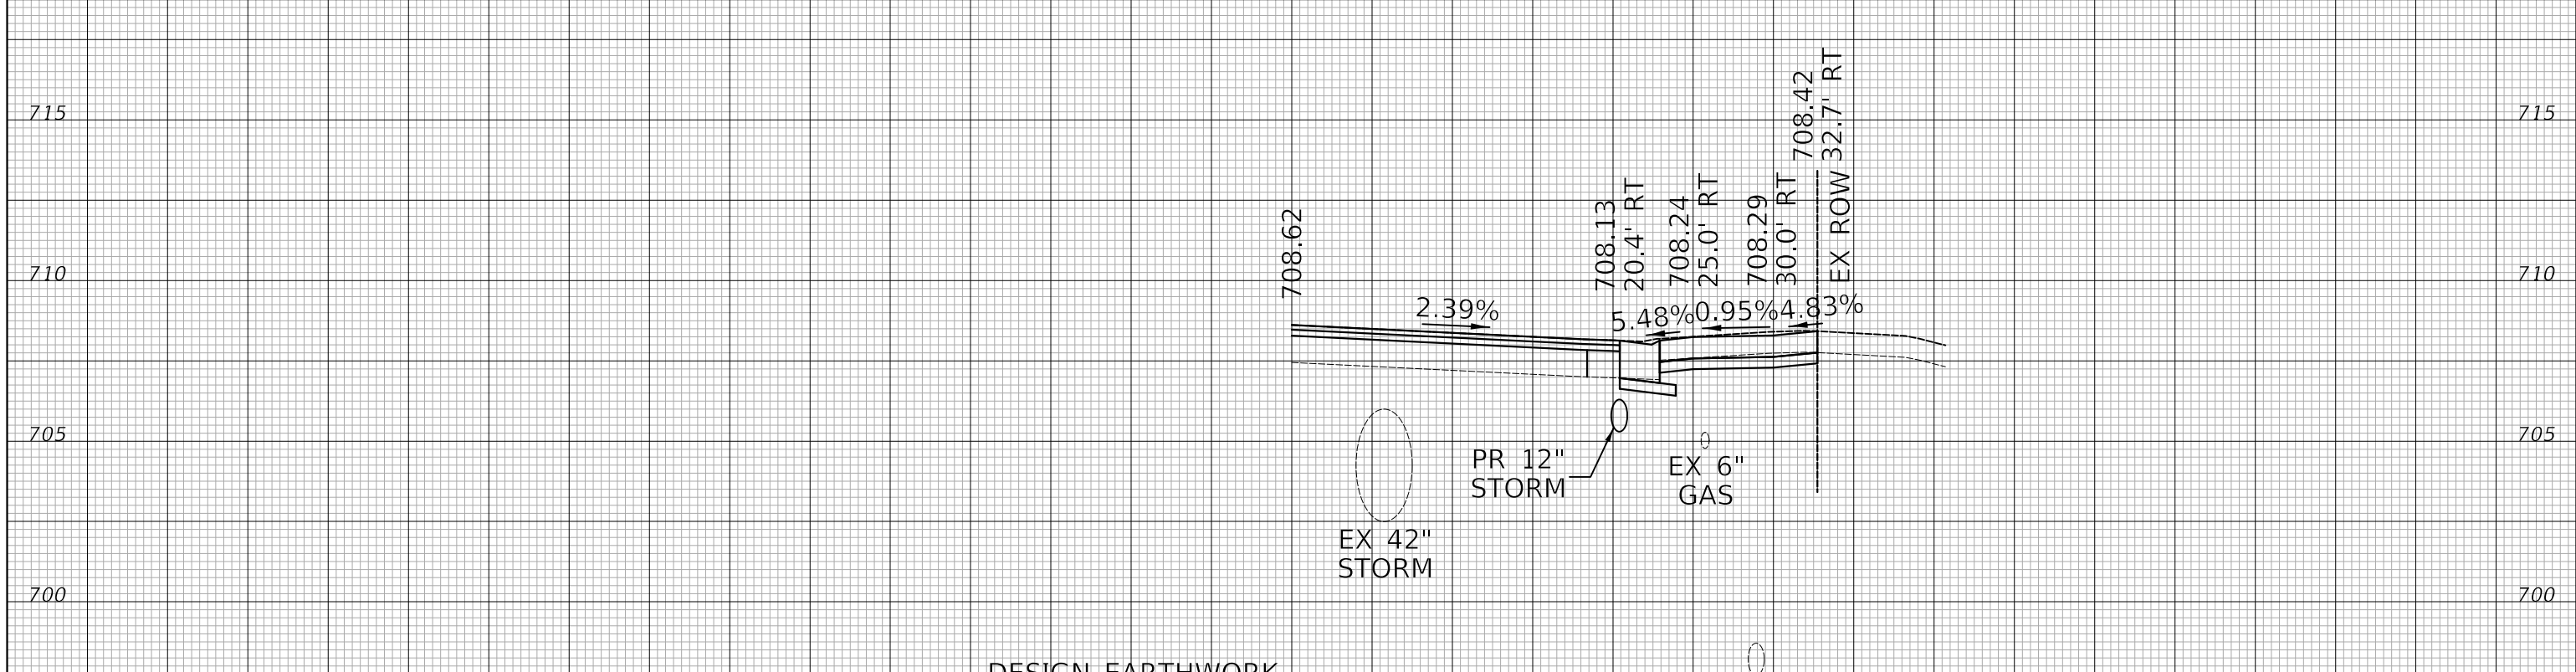 715
715
708.42
32.7' RT
EX ROW
708.62
708.13
20.4' RT
708.24
25.0' RT
708.29
30.0' RT
710
710
2.39%
5.48%
0.95%
4.83%
705
705
PR 12"
STORM
EX 6"
GAS
EX 42"
STORM
700
700
DESIGN EARTHWORK